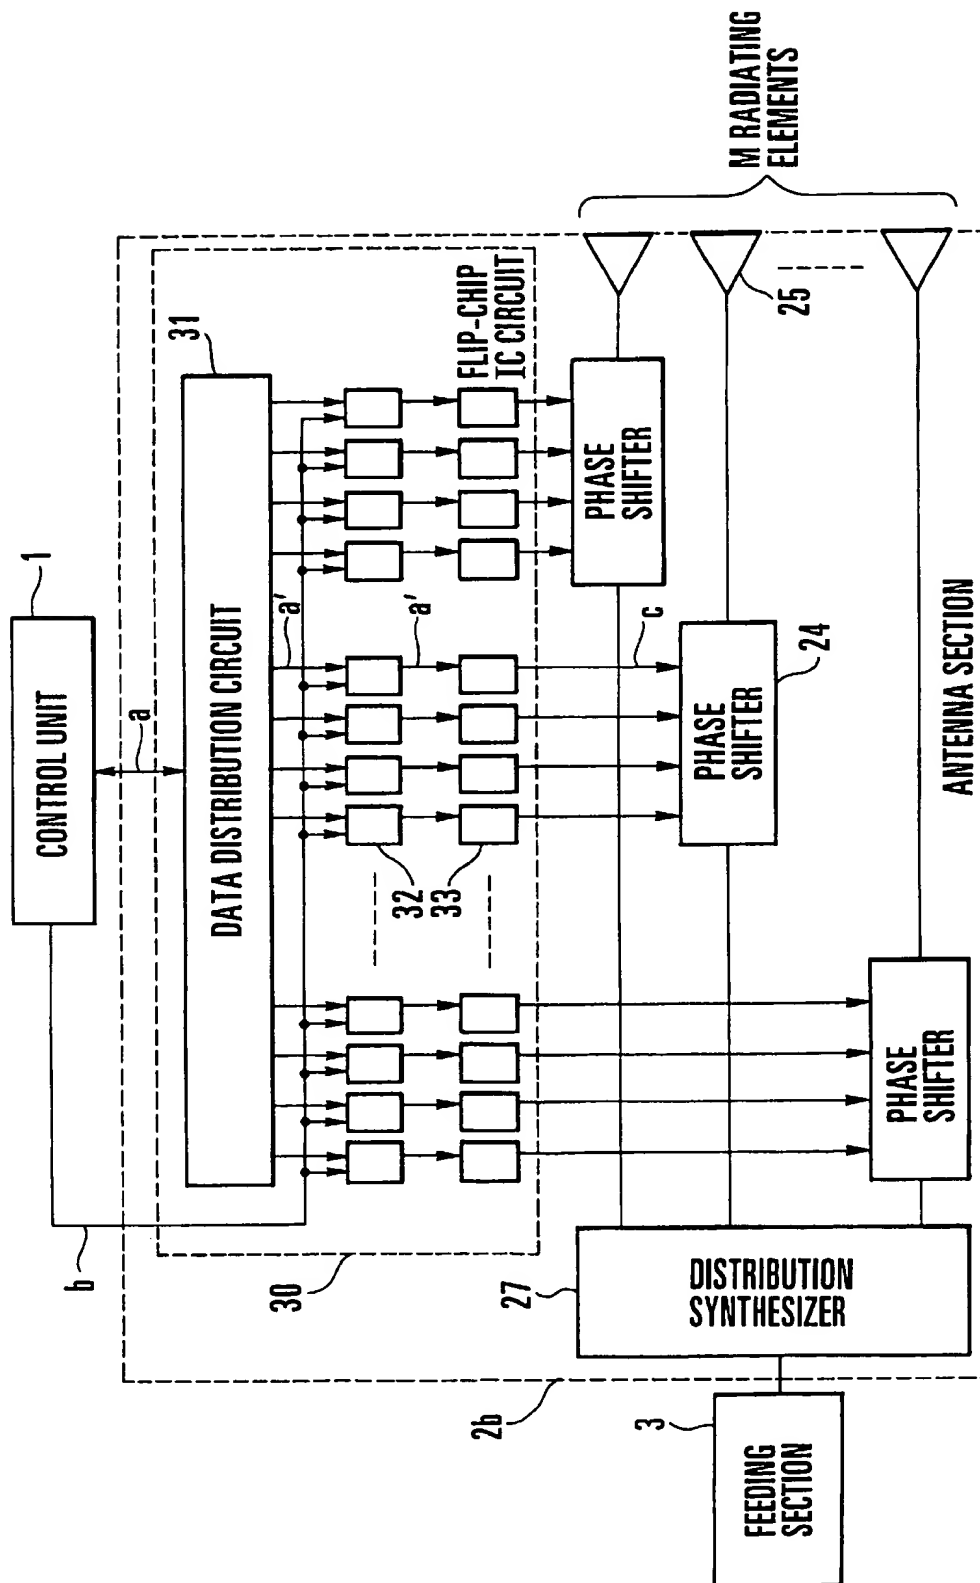 CONTROL UNIT
1
a
b
DATA DISTRIBUTION CIRCUIT
31
a'
a'
FLIP-CHIP
IC CIRCUIT
30
32
33
c
PHASE
SHIFTER
PHASE
SHIFTER
24
PHASE
SHIFTER
25
M RADIATING
ELEMENTS
27
DISTRIBUTION
SYNTHESIZER
2b
3
FEEDING
SECTION
ANTENNA SECTION